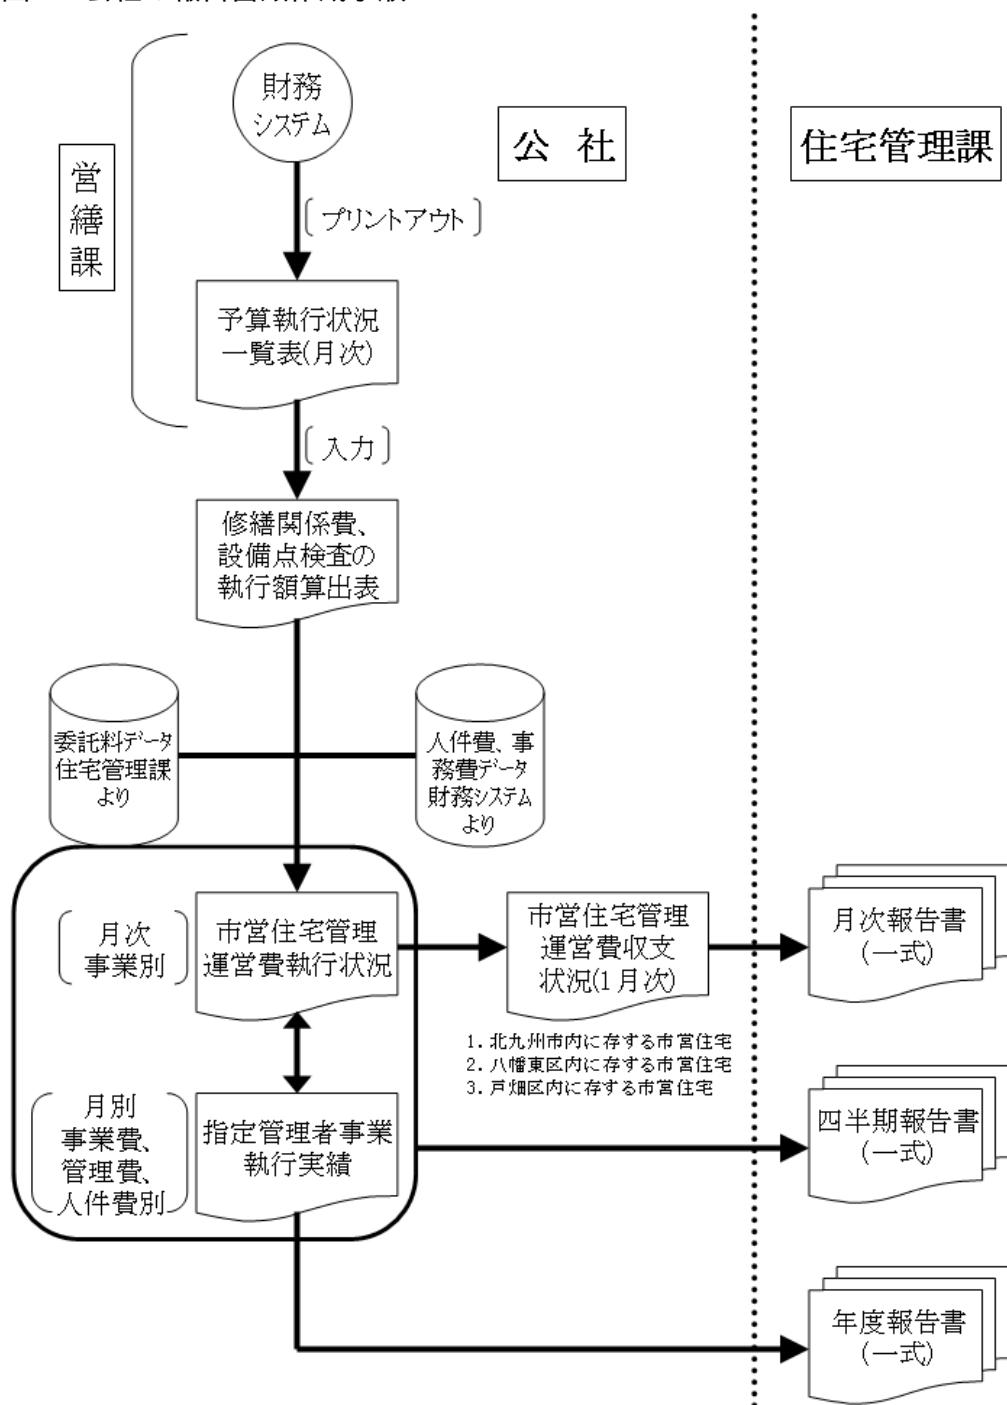 財務
システム
公 社
住宅管理課
営繕課
プリントアウト
予算執行状況
一覧表(月次)
入力
修繕関係費、
設備点検査の
執行額算出表
委託料データ
住宅管理課
より
人件費、事
務費データ
財務システム
より
月次
事業別
市営住宅管理
運営費執行状況
市営住宅管理
運営費収支
状況(1月次)
月次報告書
(一式)
1. 北九州市内に存する市営住宅
2. 八幡東区内に存する市営住宅
3. 戸畑区内に存する市営住宅
月別
事業費、
管理費、
人件費別
指定管理者事業
執行実績
四半期報告書
(一式)
年度報告書
(一式)